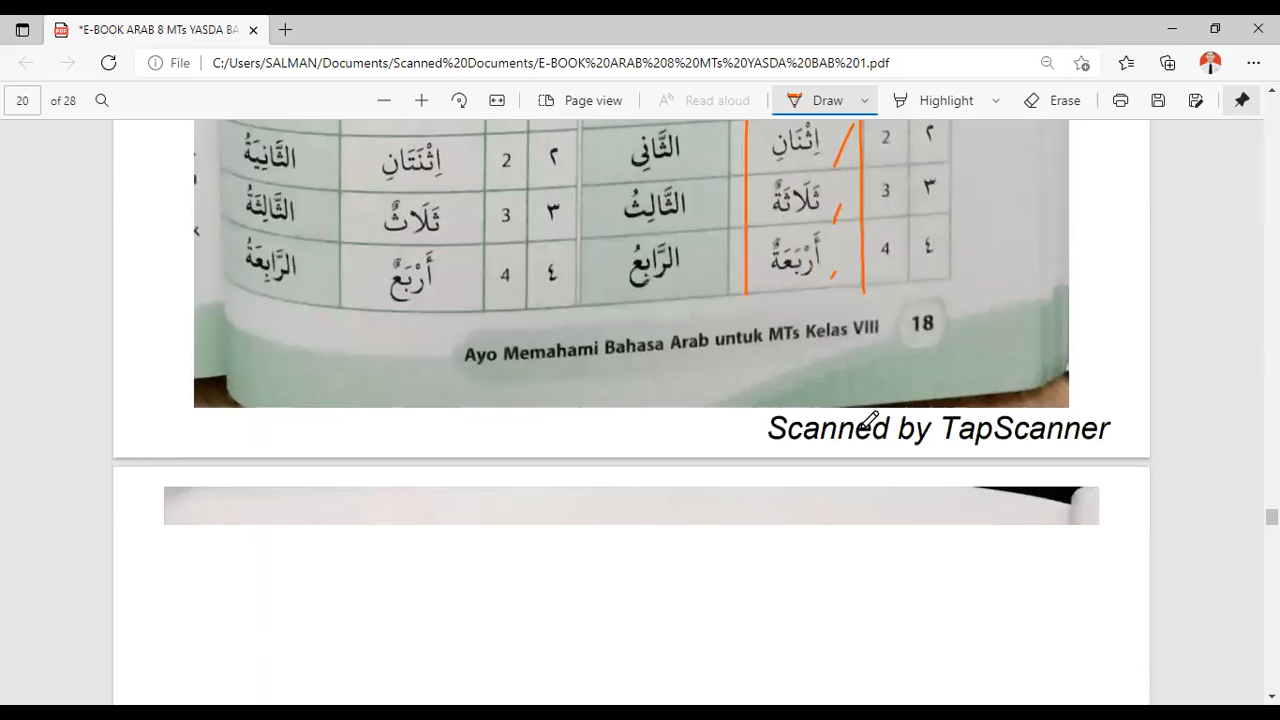 *E-BOOK ARAB 8 MTs YASDA BA
File C:/Users/SALMAN/Documents/Scanned%20Documents/E-BOOK%20ARAB%208%20MTs%20YASDA%20BAB%201.pdf
20 of 28 Page view Read aloud Draw Highlight Erase
٢ 2 اِثْنَانِ الثَّانِى ٢ 2 اِثْنَتَانِ الثَّانِيَةُ
٣ 3 ثَلَاثَةٌ الثَّالِثُ ٣ 3 ثَلَاثٌ الثَّالِثَةُ
٤ 4 أَرْبَعَةٌ الرَّابِعُ ٤ 4 أَرْبَعٌ الرَّابِعَةُ
Ayo Memahami Bahasa Arab untuk MTs Kelas VIII 18
Scanned by TapScanner